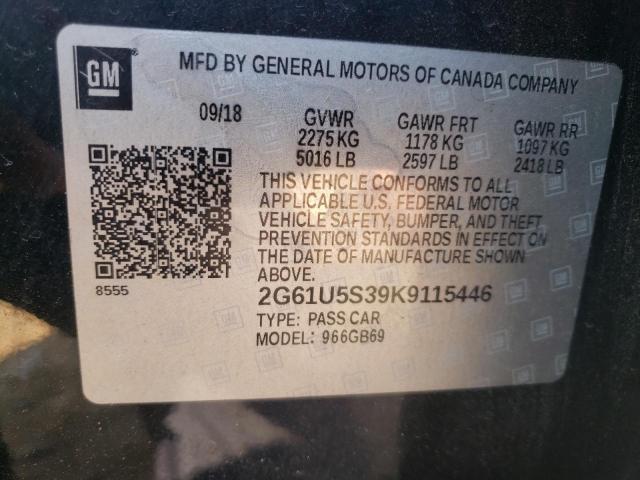 GM
MFD BY GENERAL MOTORS OF CANADA COMPANY
09/18 GVWR GAWR FRT GAWR RR
2275 KG 1178 KG 1097 KG
5016 LB 2597 LB 2418 LB
THIS VEHICLE CONFORMS TO ALL
APPLICABLE U.S. FEDERAL MOTOR
VEHICLE SAFETY, BUMPER, AND THEFT
PREVENTION STANDARDS IN EFFECT ON
THE DATE OF MANUFACTURE SHOWN
ABOVE.
8555
2G61U5S39K9115446
TYPE: PASS CAR
MODEL: 966GB69